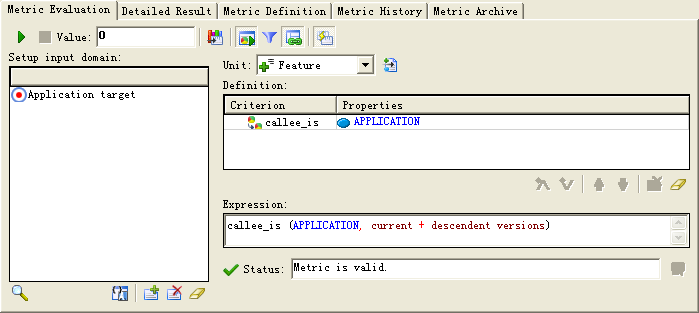 Metric Evaluation Detailed Result Metric Definition Metric History Metric Archive
Value: 0
Setup input domain:
Application target
Unit: Feature
Definition:
Criterion Properties
callee_is APPLICATION
Expression:
callee_is (APPLICATION, current + descendent versions)
Status: Metric is valid.